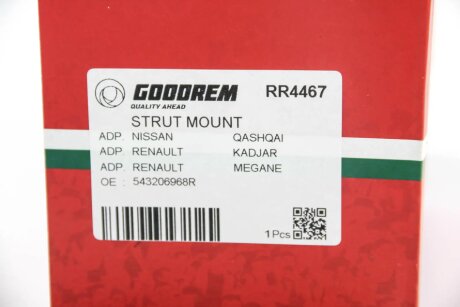 GOODREM RR4467
QUALITY AHEAD
STRUT MOUNT
ADP. NISSAN QASHQAI
ADP. RENAULT KADJAR
ADP. RENAULT MEGANE
OE : 543206968R
1 Pcs